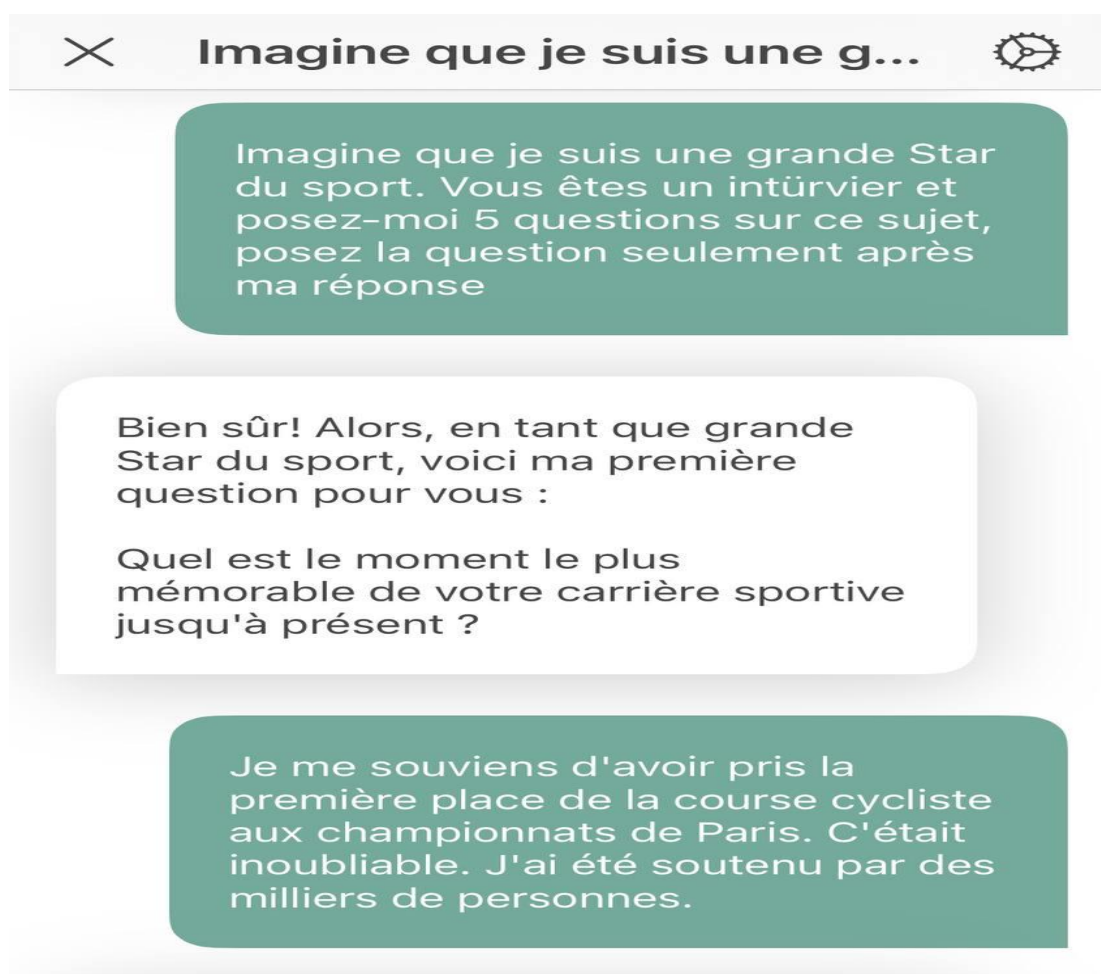 Imagine que je suis une g...
Imagine que je suis une grande Star
du sport. Vous êtes un intürvier et
posez-moi 5 questions sur ce sujet,
posez la question seulement après
ma réponse
Bien sûr! Alors, en tant que grande
Star du sport, voici ma première
question pour vous :
Quel est le moment le plus
mémorable de votre carrière sportive
jusqu'à présent ?
Je me souviens d'avoir pris la
première place de la course cycliste
aux championnats de Paris. C'était
inoubliable. J'ai été soutenu par des
milliers de personnes.